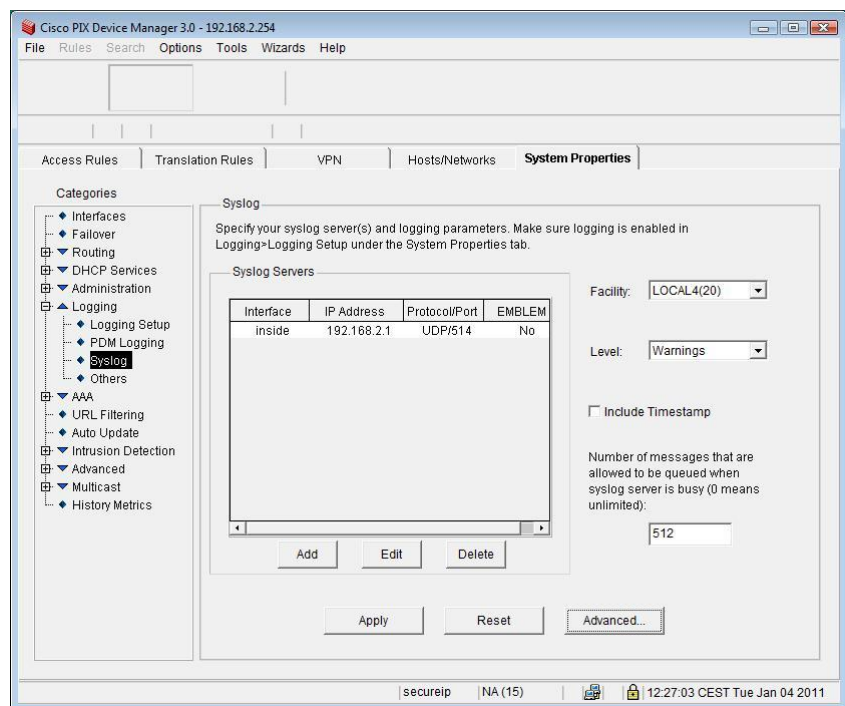 Cisco PIX Device Manager 3.0 - 192.168.2.254
File Rules Search Options Tools Wizards Help
Access Rules Translation Rules VPN Hosts/Networks System Properties
Categories
Interfaces
Failover
Routing
DHCP Services
Administration
Logging
Logging Setup
PDM Logging
Syslog
Others
AAA
URL Filtering
Auto Update
Intrusion Detection
Advanced
Multicast
History Metrics
Syslog
Specify your syslog server(s) and logging parameters. Make sure logging is enabled in
Logging>Logging Setup under the System Properties tab.
Syslog Servers
Interface IP Address Protocol/Port EMBLEM
inside 192.168.2.1 UDP/514 No
Add Edit Delete
Facility: LOCAL4(20)
Level: Warnings
Include Timestamp
Number of messages that are
allowed to be queued when
syslog server is busy (0 means
unlimited):
512
Apply Reset Advanced...
secureip NA (15) 12:27:03 CEST Tue Jan 04 2011